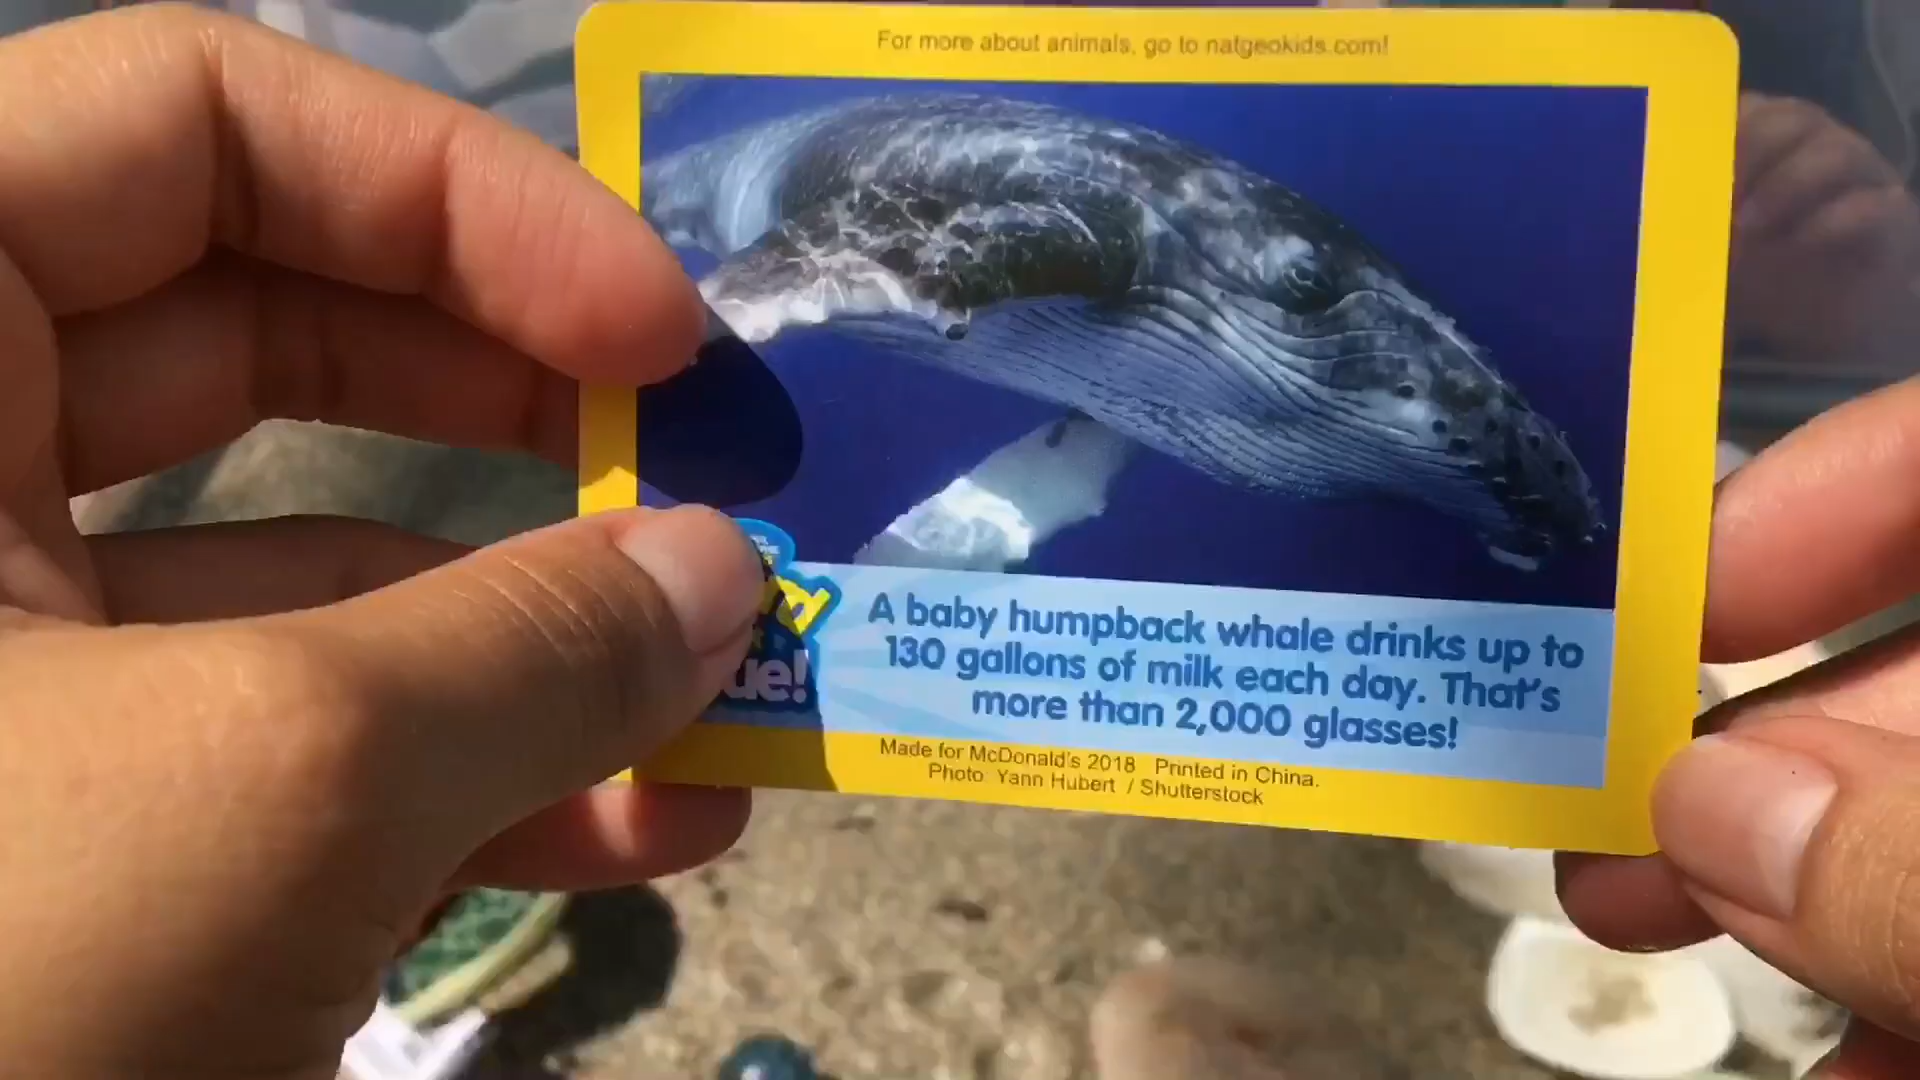 For more about animals, go to natgeokids.com!
A baby humpback whale drinks up to
130 gallons of milk each day. That's
more than 2,000 glasses!
Made for McDonald's 2018 Printed in China.
Photo: Yann Hubert / Shutterstock